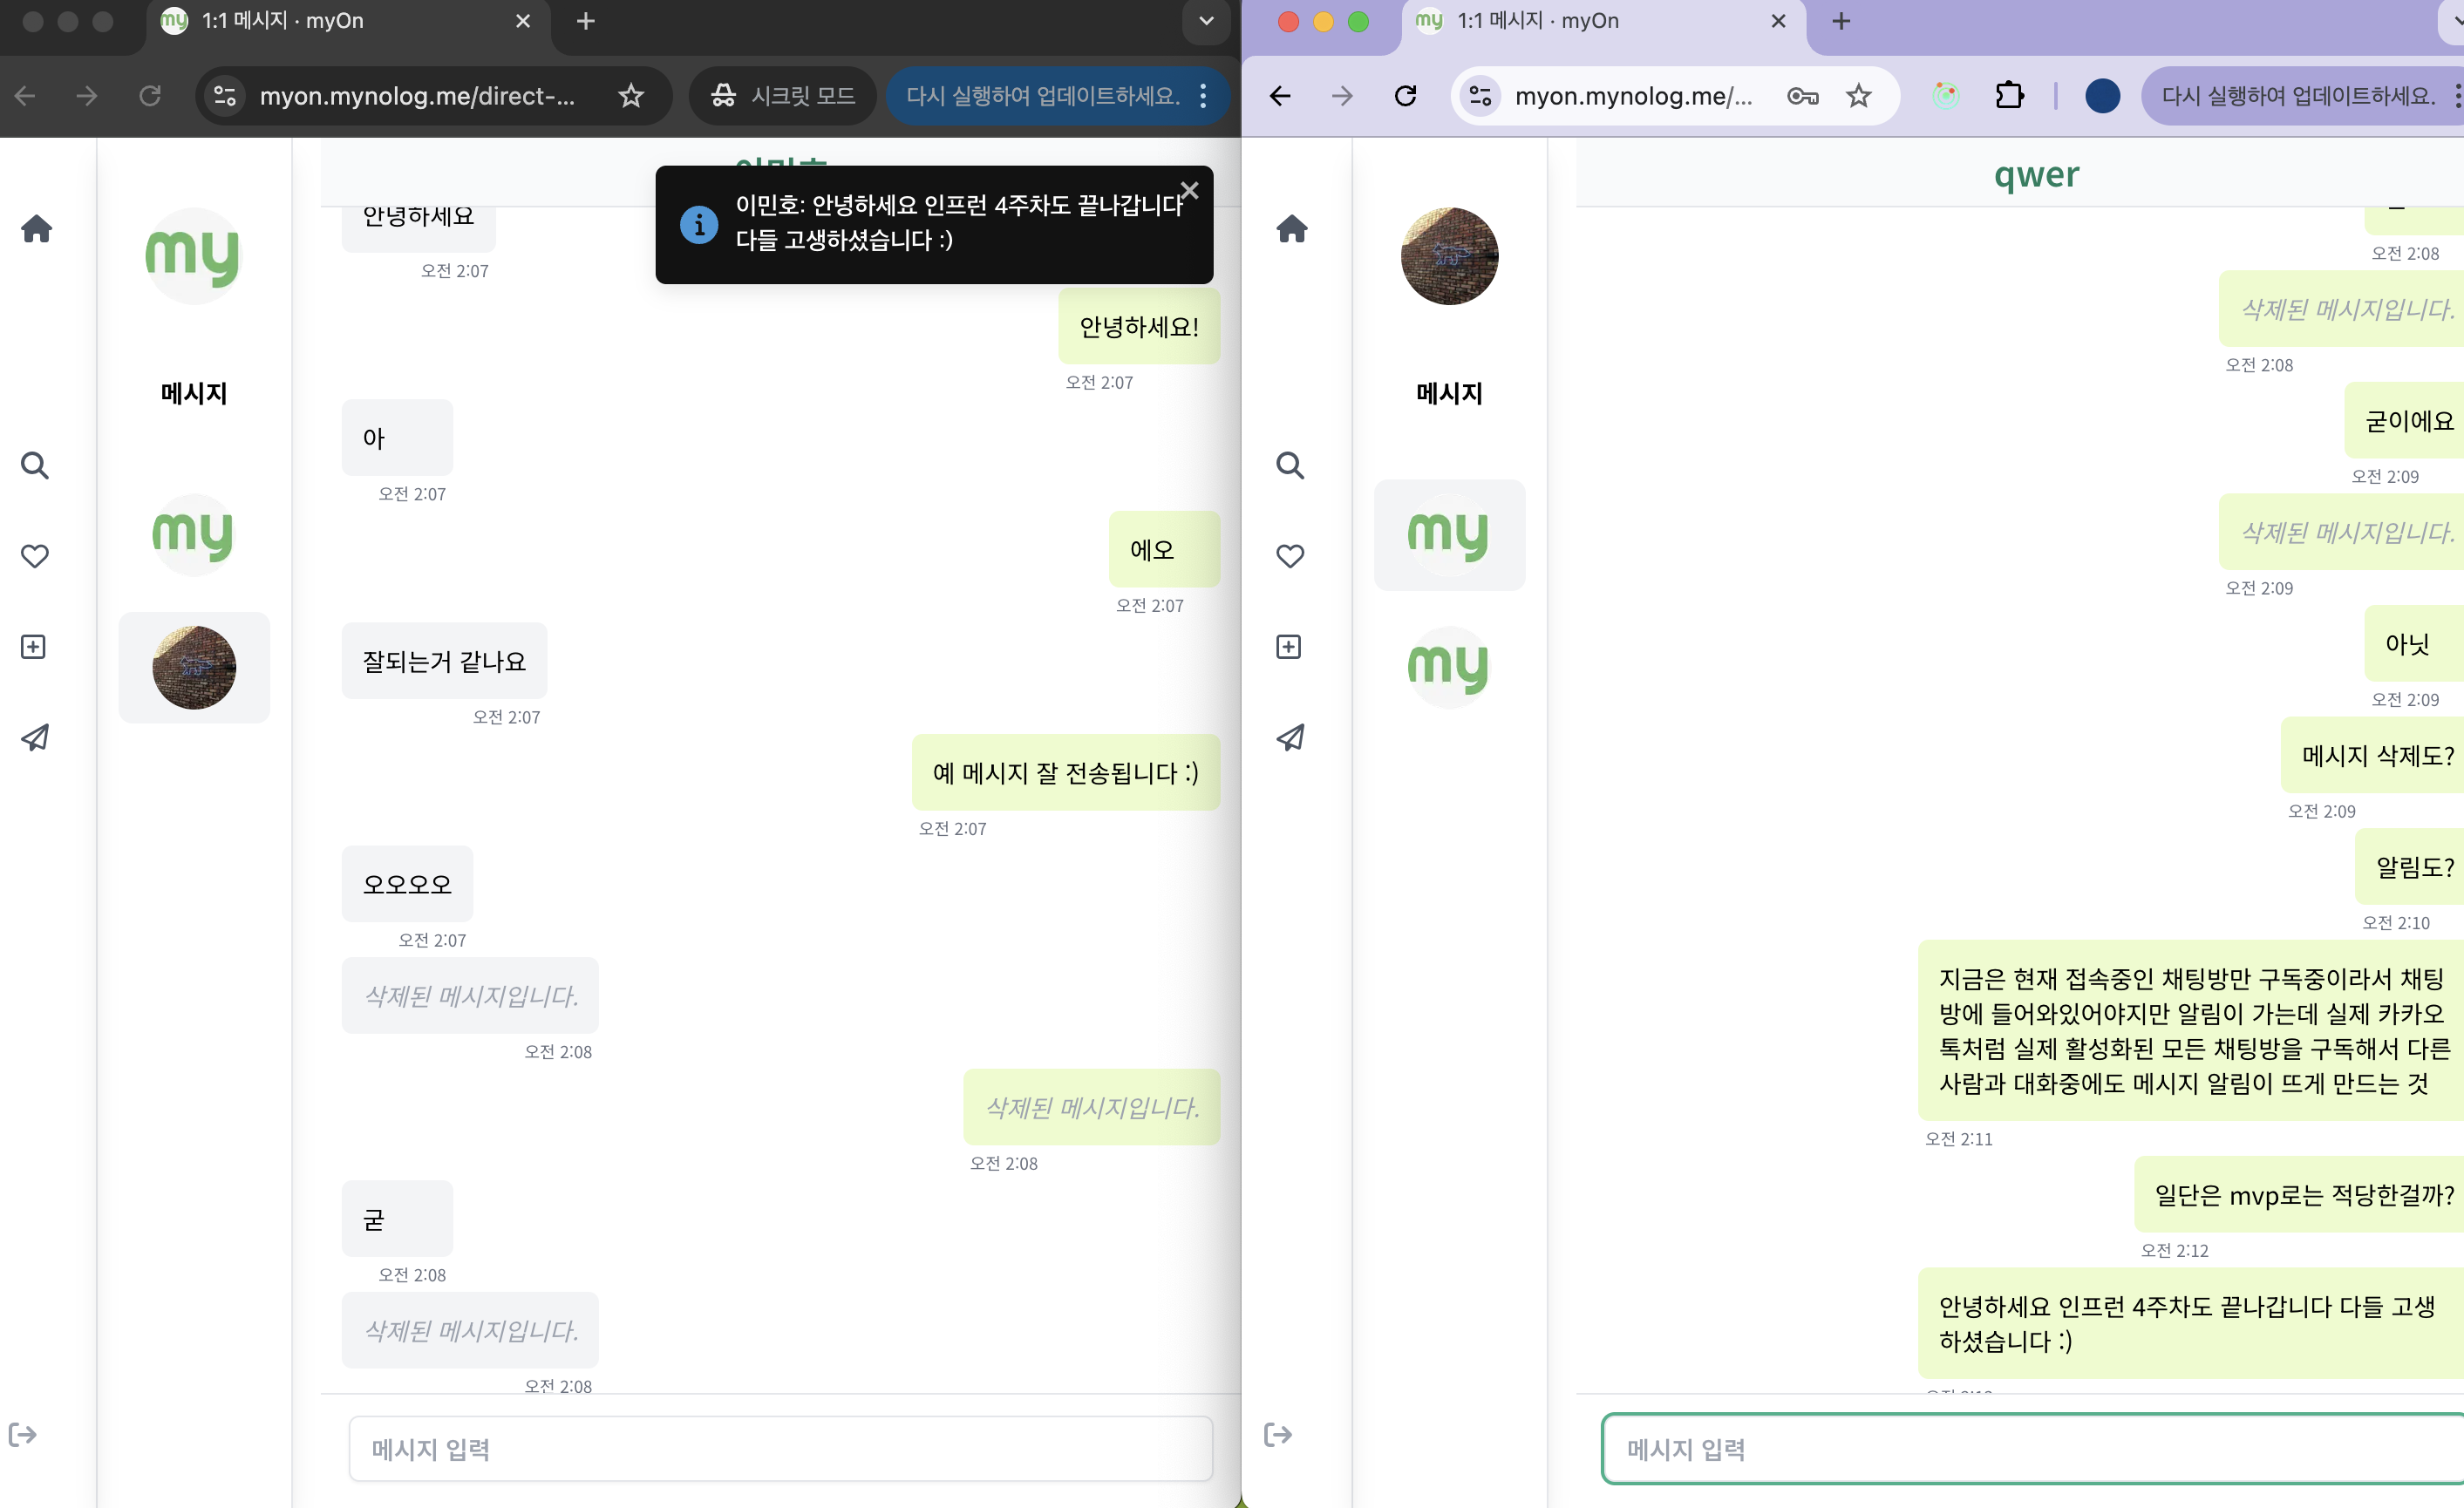 my 1:1 메시지 · myOn
myon.mynolog.me/direct-...
시크릿 모드
다시 실행하여 업데이트하세요.
my
메시지
my
이민호: 안녕하세요 인프런 4주차도 끝나갑니다
다들 고생하셨습니다 :)
안녕하세요
오전 2:07
안녕하세요!
오전 2:07
아
오전 2:07
에오
오전 2:07
잘되는거 같나요
오전 2:07
예 메시지 잘 전송됩니다 :)
오전 2:07
오오오오
오전 2:07
삭제된 메시지입니다.
오전 2:08
삭제된 메시지입니다.
오전 2:08
굳
오전 2:08
삭제된 메시지입니다.
오전 2:08
메시지 입력
my 1:1 메시지 · myOn
myon.mynolog.me/...
다시 실행하여 업데이트하세요.
메시지
my
my
qwer
오전 2:08
삭제된 메시지입니다.
오전 2:08
굳이에요
오전 2:09
삭제된 메시지입니다.
오전 2:09
아닛
오전 2:09
메시지 삭제도?
오전 2:09
알림도?
오전 2:10
지금은 현재 접속중인 채팅방만 구독중이라서 채팅
방에 들어와있어야지만 알림이 가는데 실제 카카오
톡처럼 실제 활성화된 모든 채팅방을 구독해서 다른
사람과 대화중에도 메시지 알림이 뜨게 만드는 것
오전 2:11
일단은 mvp로는 적당한걸까?
오전 2:12
안녕하세요 인프런 4주차도 끝나갑니다 다들 고생
하셨습니다 :)
메시지 입력